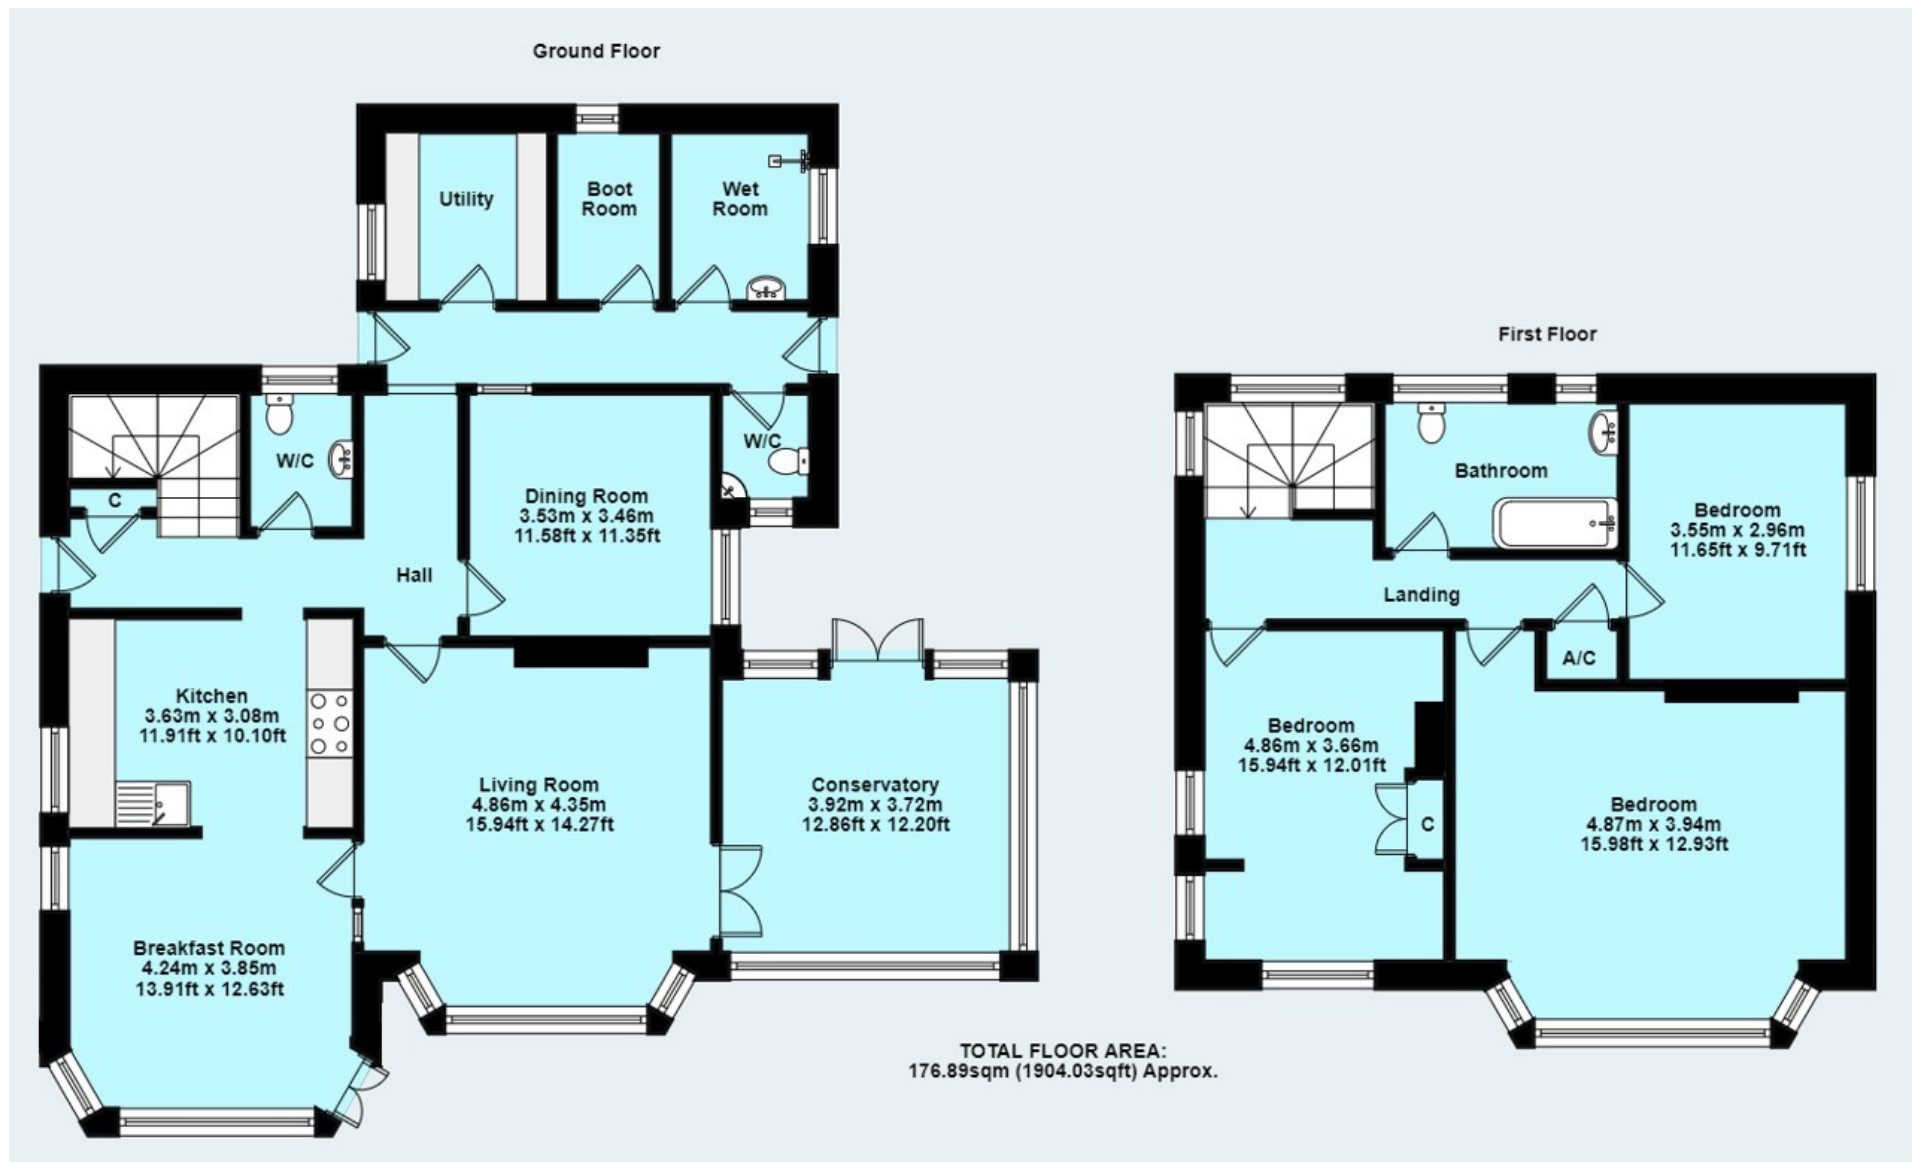 Ground Floor
Utility
Boot
Room
Wet
Room
W/C
C
W/C
Dining Room
3.53m x 3.46m
11.58ft x 11.35ft
Hall
Kitchen
3.63m x 3.08m
11.91ft x 10.10ft
Living Room
4.86m x 4.35m
15.94ft x 14.27ft
Conservatory
3.92m x 3.72m
12.86ft x 12.20ft
Breakfast Room
4.24m x 3.85m
13.91ft x 12.63ft
First Floor
Bathroom
Bedroom
3.55m x 2.96m
11.65ft x 9.71ft
Landing
A/C
Bedroom
4.86m x 3.66m
15.94ft x 12.01ft
C
Bedroom
4.87m x 3.94m
15.98ft x 12.93ft
TOTAL FLOOR AREA:
176.89sqm (1904.03sqft) Approx.